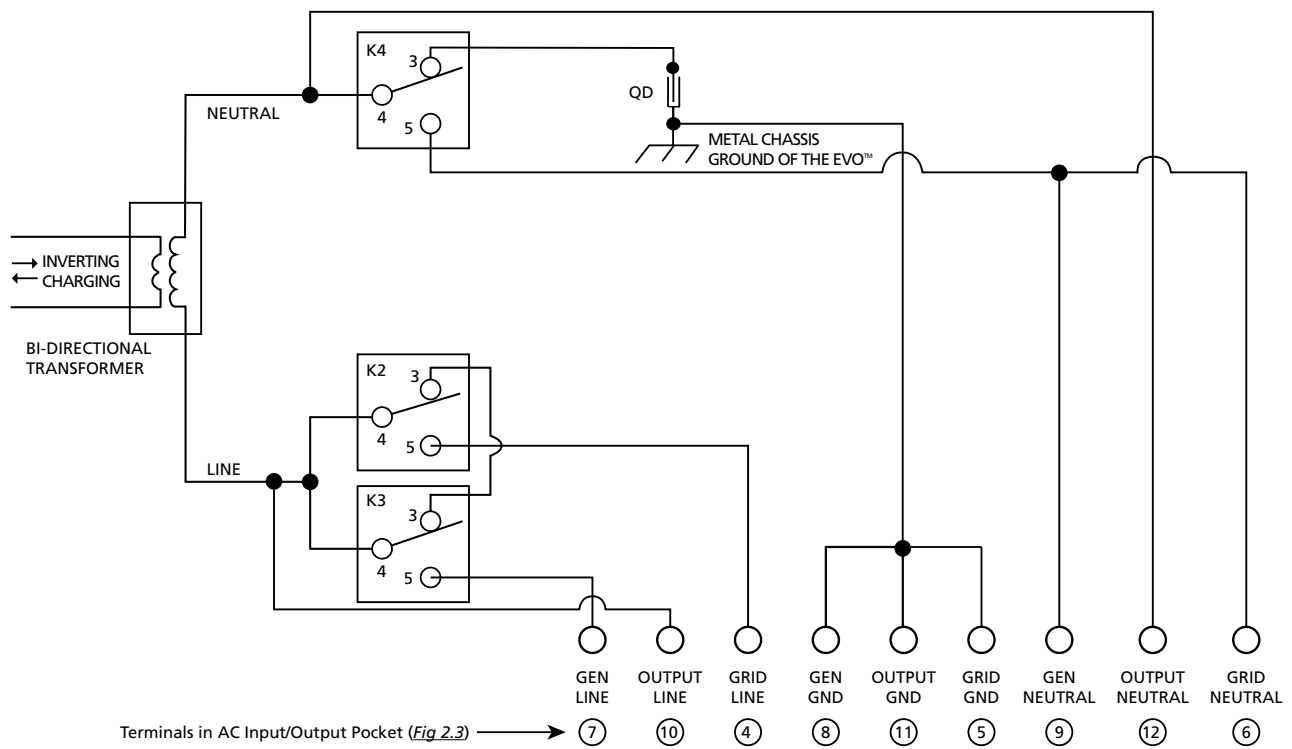 K4
3
4
5
NEUTRAL
QD
METAL CHASSIS
GROUND OF THE EVO™
INVERTING
CHARGING
BI-DIRECTIONAL
TRANSFORMER
K2
3
4
5
LINE
K3
3
4
5
GEN
LINE
OUTPUT
LINE
GRID
LINE
GEN
GND
OUTPUT
GND
GRID
GND
GEN
NEUTRAL
OUTPUT
NEUTRAL
GRID
NEUTRAL
Terminals in AC Input/Output Pocket (Fig 2.3)
7
10
4
8
11
5
9
12
6